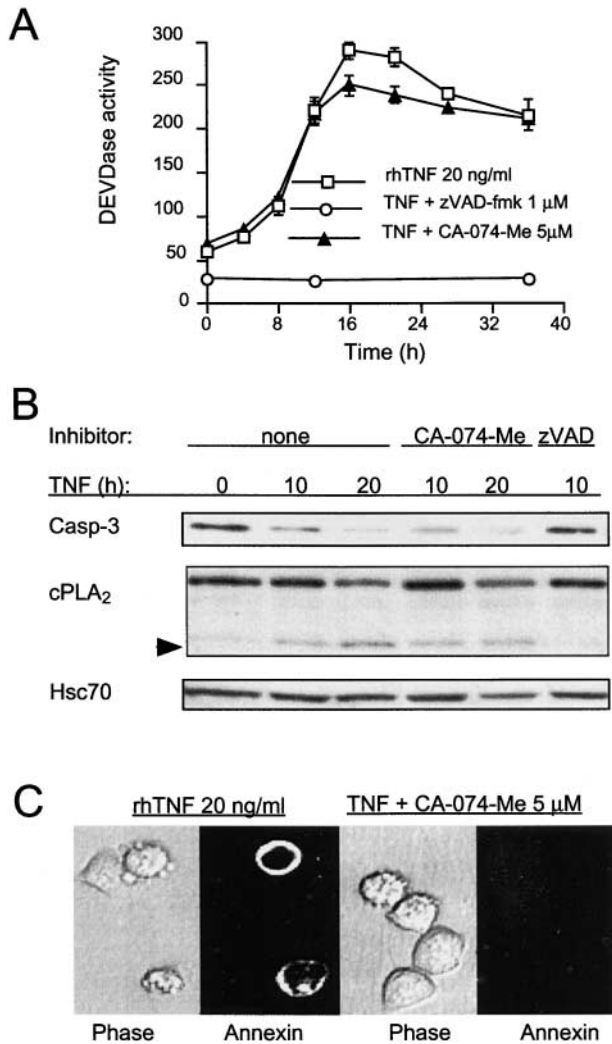 A
DEVDase activity
300
250
200
150
100
50
0
rhTNF 20 ng/ml
TNF + zVAD-fmk 1 μM
TNF + CA-074-Me 5μM
0 8 16 24 32 40
Time (h)
B
Inhibitor: none CA-074-Me zVAD
TNF (h): 0 10 20 10 20 10
Casp-3
cPLA2
Hsc70
C
rhTNF 20 ng/ml TNF + CA-074-Me 5 μM
Phase Annexin Phase Annexin